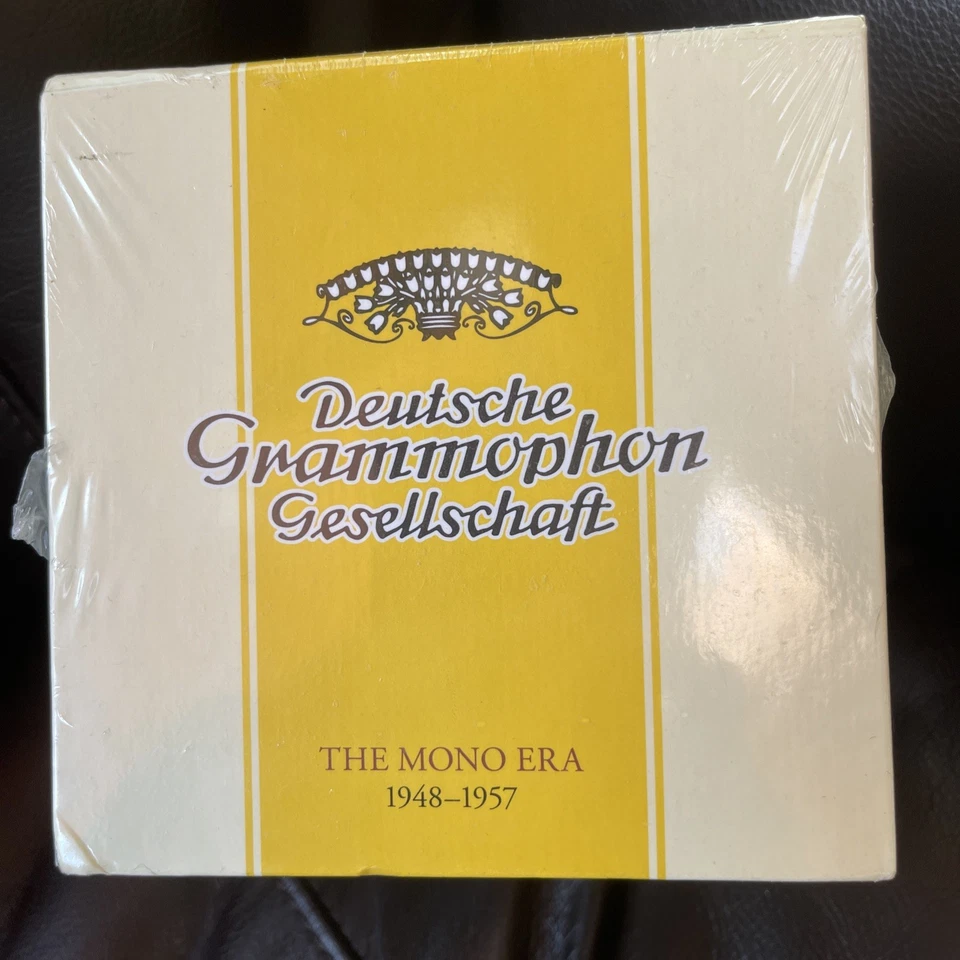 Deutsche
Grammophon
Gesellschaft
THE MONO ERA
1948–1957